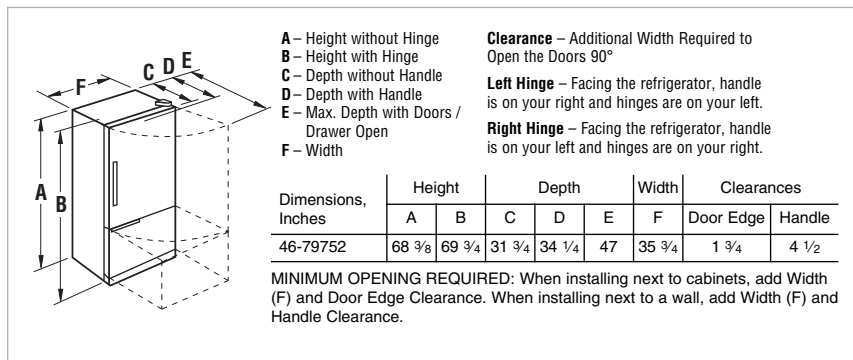 F
C
D
E
A
B
A – Height without Hinge
B – Height with Hinge
C – Depth without Handle
D – Depth with Handle
E – Max. Depth with Doors /
Drawer Open
F – Width
Clearance – Additional Width Required to
Open the Doors 90°
Left Hinge – Facing the refrigerator, handle
is on your right and hinges are on your left.
Right Hinge – Facing the refrigerator, handle
is on your left and hinges are on your right.
Dimensions, Height Depth Width Clearances
Inches A B C D E F Door Edge Handle
46-79752 68 3/8 69 3/4 31 3/4 34 1/4 47 35 3/4 1 3/4 4 1/2
MINIMUM OPENING REQUIRED: When installing next to cabinets, add Width
(F) and Door Edge Clearance. When installing next to a wall, add Width (F) and
Handle Clearance.